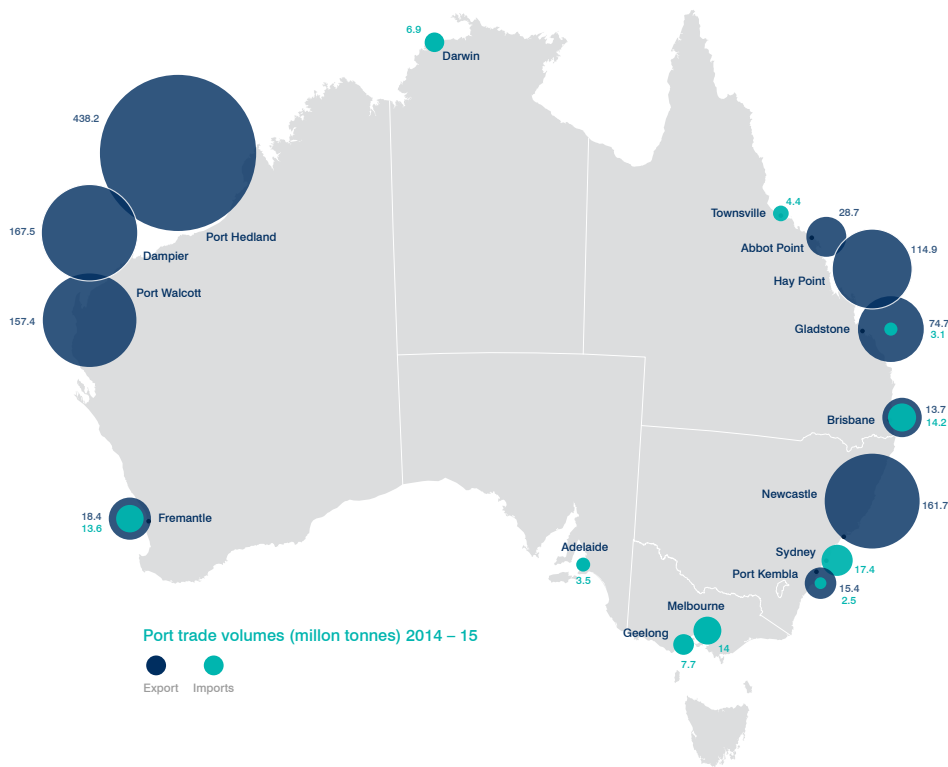 6.9
Darwin
438.2
Port Hedland
167.5
Dampier
Port Walcott
157.4
4.4
Townsville
28.7
Abbot Point
114.9
Hay Point
Gladstone
74.7
3.1
Brisbane
13.7
14.2
Newcastle
161.7
18.4
13.6
Fremantle
Adelaide
3.5
Sydney
17.4
Port Kembla
15.4
2.5
Melbourne
14
Geelong
7.7
Port trade volumes (millon tonnes) 2014 – 15
Export
Imports